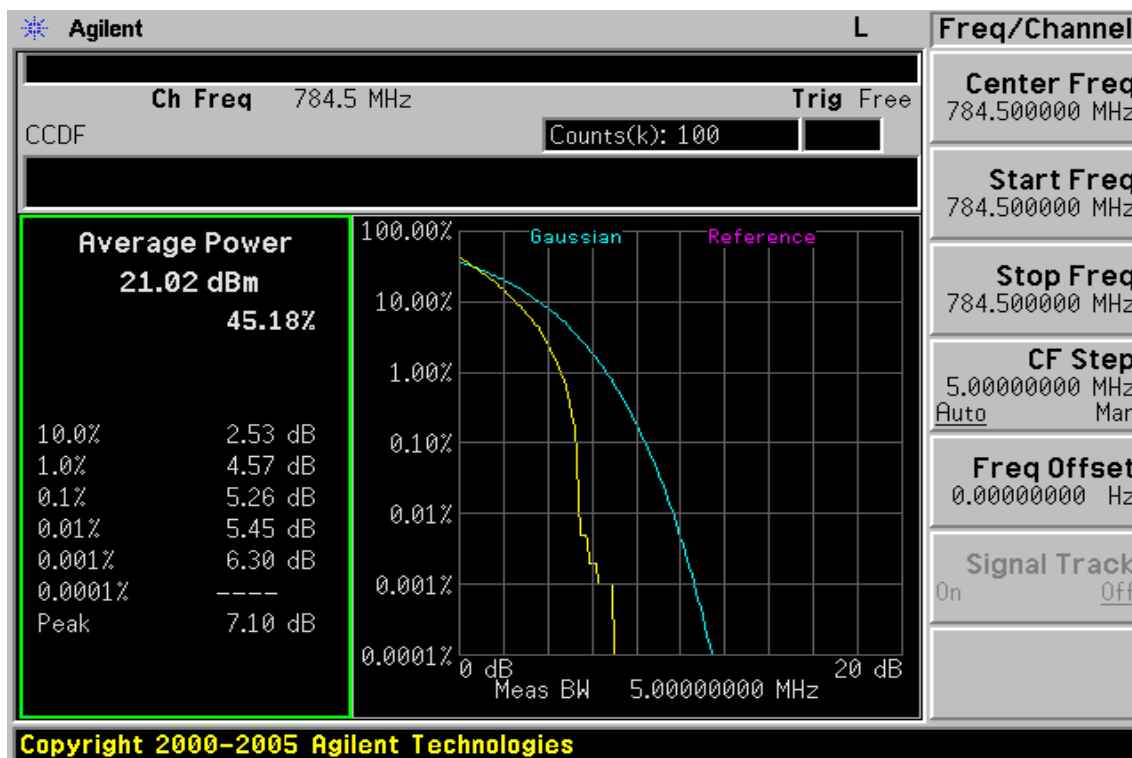 Agilent L
Ch Freq 784.5 MHz Trig Free
CCDF Counts(k): 100
Average Power
21.02 dBm
45.18%
10.0% 2.53 dB
1.0% 4.57 dB
0.1% 5.26 dB
0.01% 5.45 dB
0.001% 6.30 dB
0.0001% ----
Peak 7.10 dB
Gaussian Reference
100.00%
10.00%
1.00%
0.10%
0.01%
0.001%
0.0001%
0 dB 20 dB
Meas BW 5.00000000 MHz
Freq/Channel
Center Freq
784.500000 MHz
Start Freq
784.500000 MHz
Stop Freq
784.500000 MHz
CF Step
5.00000000 MHz
Auto Man
Freq Offset
0.00000000 Hz
Signal Track
On Off
Copyright 2000-2005 Agilent Technologies